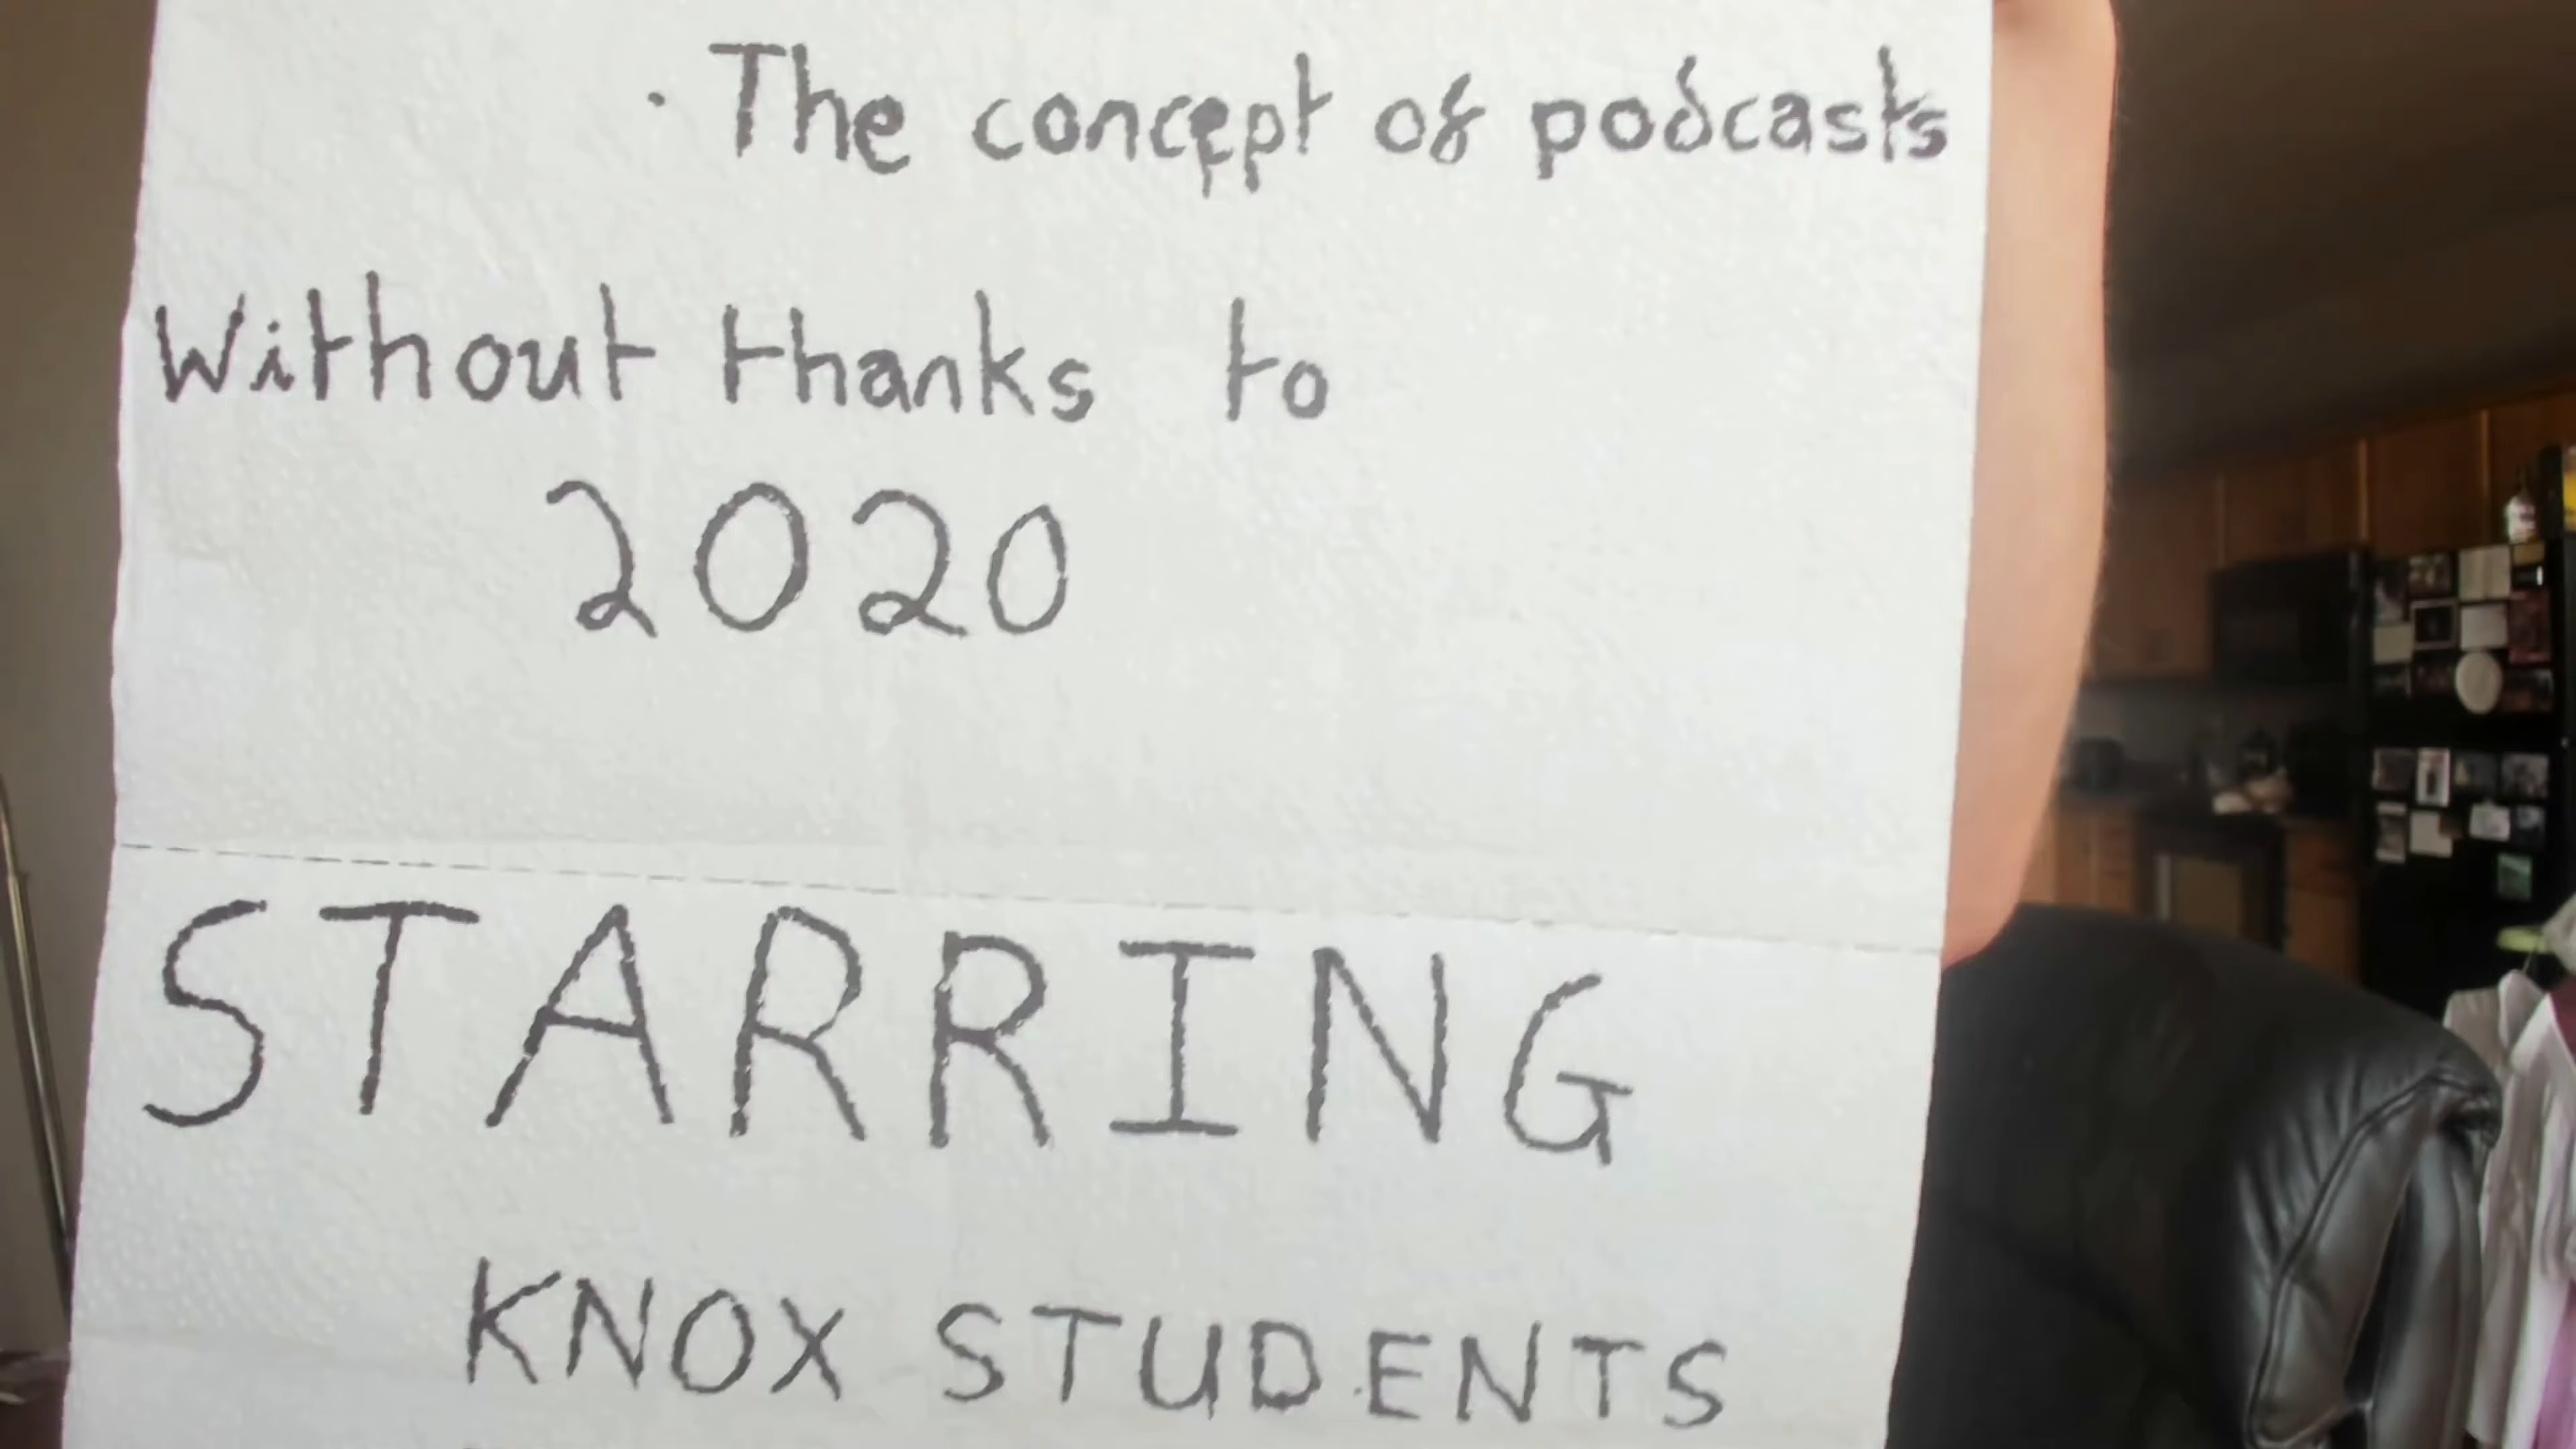 · The concept of podcasts
Without thanks to
2020
STARRING
KNOX STUDENTS